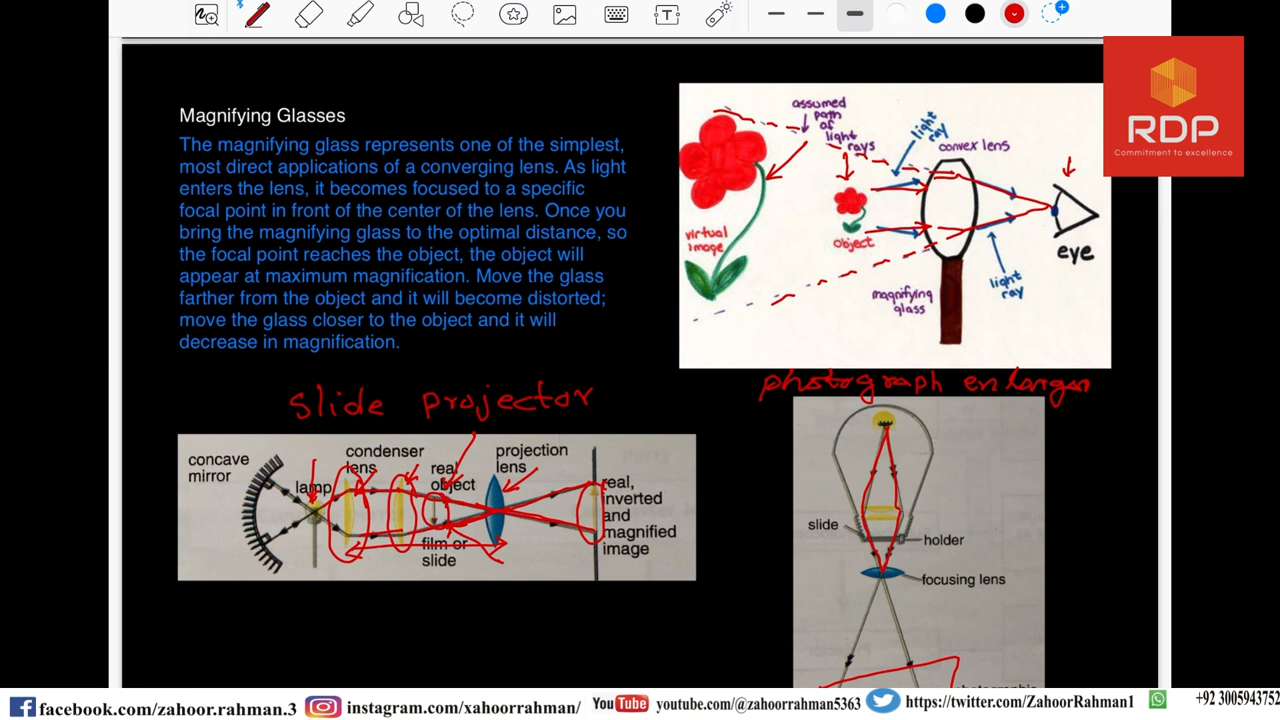 RDP
Commitment to excellence
Magnifying Glasses
The magnifying glass represents one of the simplest,
most direct applications of a converging lens. As light
enters the lens, it becomes focused to a specific
focal point in front of the center of the lens. Once you
bring the magnifying glass to the optimal distance, so
the focal point reaches the object, the object will
appear at maximum magnification. Move the glass
farther from the object and it will become distorted;
move the glass closer to the object and it will
decrease in magnification.
assumed
path
of
light
rays
light
ray
convex lens
virtual
image
object
eye
magnifying
glass
light
ray
slide projector
concave
mirror
lamp
condenser
lens
real
object
film or
slide
projection
lens
real,
inverted
and
magnified
image
photograph enlarger
slide
holder
focusing lens
facebook.com/zahoor.rahman.3
instagram.com/xahoorrahman/
YouTube
youtube.com/@zahoorrahman5363
https://twitter.com/ZahoorRahman1
+92 3005943752